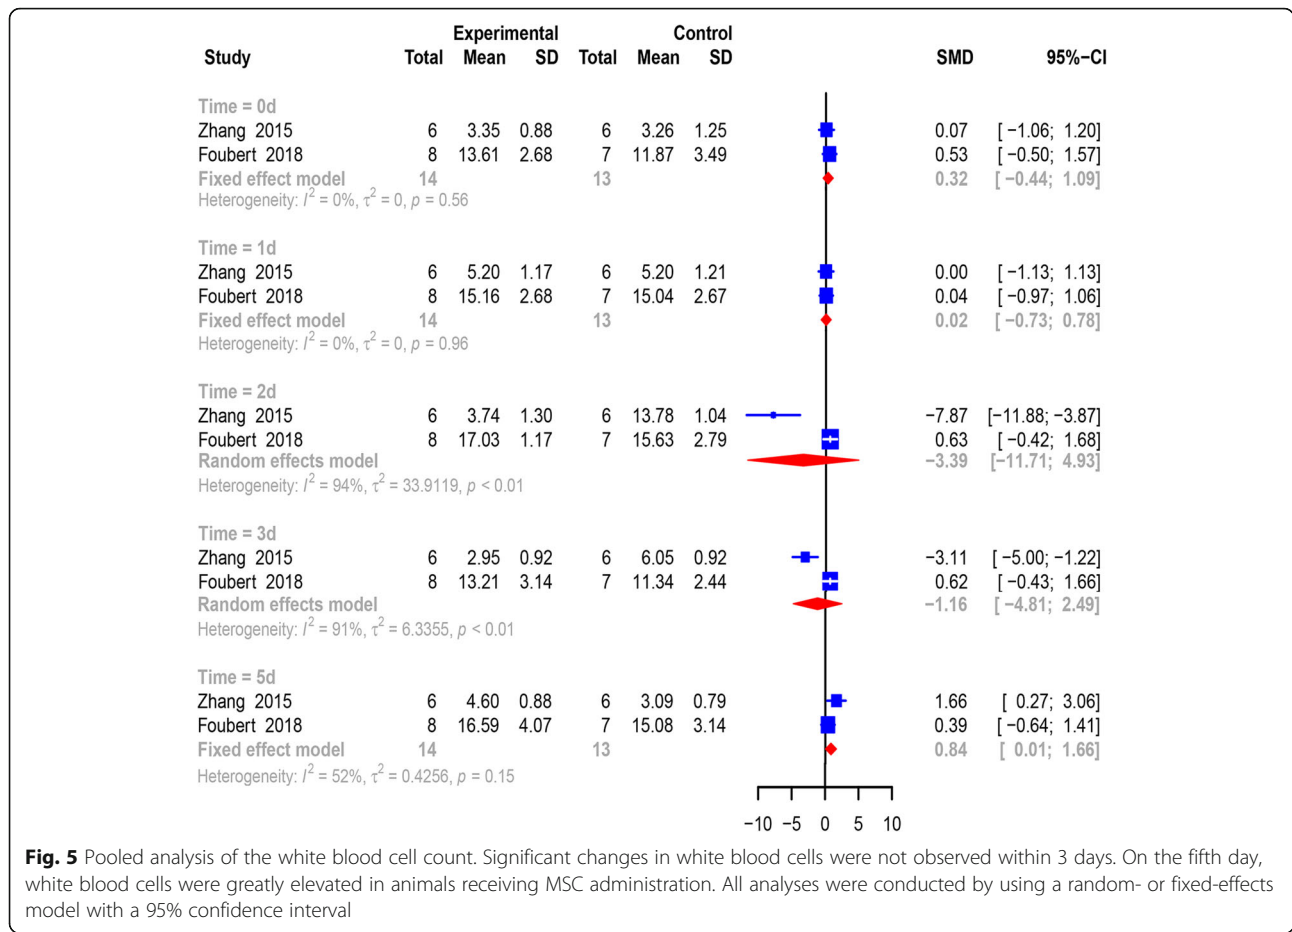 Experimental Control
Study Total Mean SD Total Mean SD SMD 95%−CI
Time = 0d
Zhang 2015 6 3.35 0.88 6 3.26 1.25 0.07 [ −1.06; 1.20]
Foubert 2018 8 13.61 2.68 7 11.87 3.49 0.53 [ −0.50; 1.57]
Fixed effect model 14 13 0.32 [ −0.44; 1.09]
Heterogeneity: I² = 0%, τ² = 0, p = 0.56
Time = 1d
Zhang 2015 6 5.20 1.17 6 5.20 1.21 0.00 [ −1.13; 1.13]
Foubert 2018 8 15.16 2.68 7 15.04 2.67 0.04 [ −0.97; 1.06]
Fixed effect model 14 13 0.02 [ −0.73; 0.78]
Heterogeneity: I² = 0%, τ² = 0, p = 0.96
Time = 2d
Zhang 2015 6 3.74 1.30 6 13.78 1.04 −7.87 [−11.88; −3.87]
Foubert 2018 8 17.03 1.17 7 15.63 2.79 0.63 [ −0.42; 1.68]
Random effects model −3.39 [−11.71; 4.93]
Heterogeneity: I² = 94%, τ² = 33.9119, p < 0.01
Time = 3d
Zhang 2015 6 2.95 0.92 6 6.05 0.92 −3.11 [ −5.00; −1.22]
Foubert 2018 8 13.21 3.14 7 11.34 2.44 0.62 [ −0.43; 1.66]
Random effects model −1.16 [ −4.81; 2.49]
Heterogeneity: I² = 91%, τ² = 6.3355, p < 0.01
Time = 5d
Zhang 2015 6 4.60 0.88 6 3.09 0.79 1.66 [ 0.27; 3.06]
Foubert 2018 8 16.59 4.07 7 15.08 3.14 0.39 [ −0.64; 1.41]
Fixed effect model 14 13 0.84 [ 0.01; 1.66]
Heterogeneity: I² = 52%, τ² = 0.4256, p = 0.15
−10 −5 0 5 10
Fig. 5 Pooled analysis of the white blood cell count. Significant changes in white blood cells were not observed within 3 days. On the fifth day,
white blood cells were greatly elevated in animals receiving MSC administration. All analyses were conducted by using a random- or fixed-effects
model with a 95% confidence interval